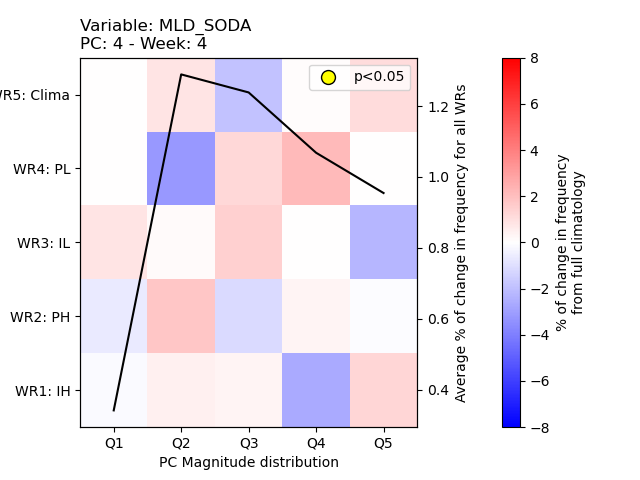 Variable: MLD_SODA
PC: 4 - Week: 4
p<0.05
WR5: Clima
WR4: PL
WR3: IL
WR2: PH
WR1: IH
Q1 Q2 Q3 Q4 Q5
PC Magnitude distribution
1.2
1.0
0.8
0.6
0.4
Average % of change in frequency for all WRs
8
6
4
2
0
−2
−4
−6
−8
% of change in frequency
from full climatology